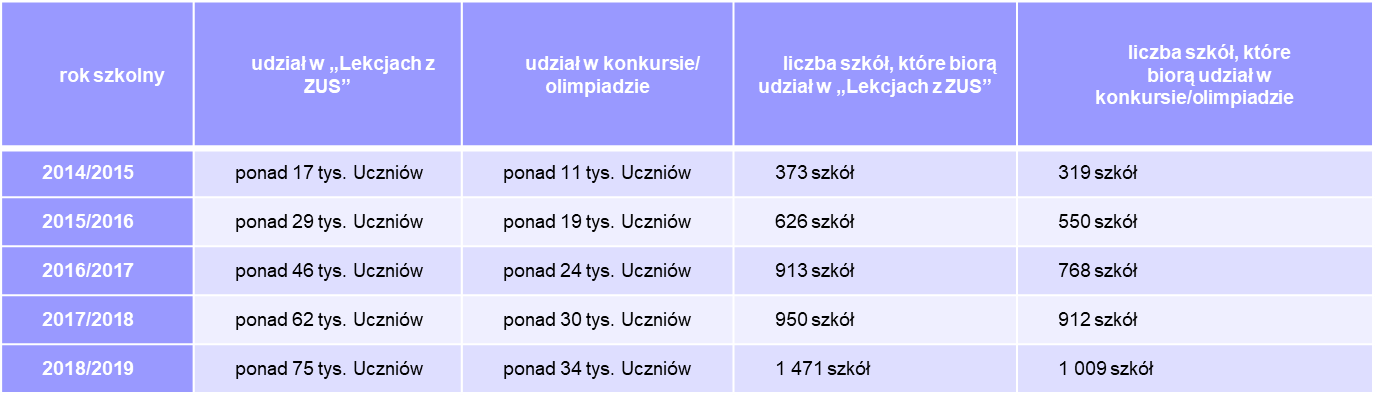 rok szkolny
udział w „Lekcjach z
ZUS”
udział w konkursie/
olimpiadzie
liczba szkół, które biorą
udział w „Lekcjach z ZUS”
liczba szkół, które
biorą udział w
konkursie/olimpiadzie
2014/2015 ponad 17 tys. Uczniów ponad 11 tys. Uczniów 373 szkół 319 szkół
2015/2016 ponad 29 tys. Uczniów ponad 19 tys. Uczniów 626 szkół 550 szkół
2016/2017 ponad 46 tys. Uczniów ponad 24 tys. Uczniów 913 szkół 768 szkół
2017/2018 ponad 62 tys. Uczniów ponad 30 tys. Uczniów 950 szkół 912 szkół
2018/2019 ponad 75 tys. Uczniów ponad 34 tys. Uczniów 1 471 szkół 1 009 szkół